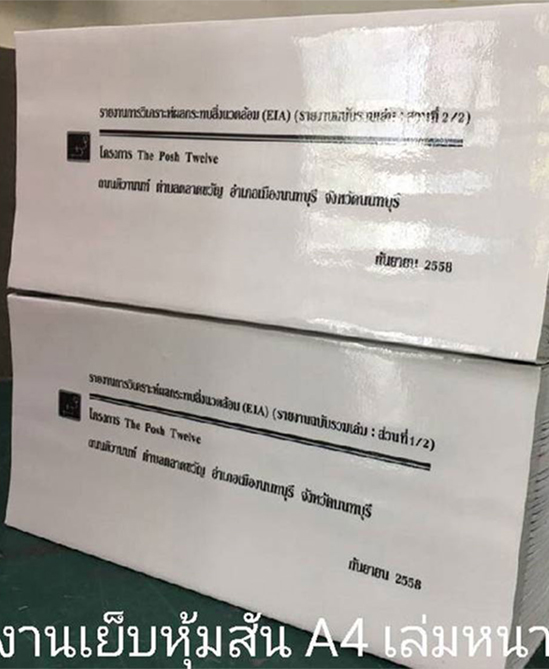 รายงานการวิเคราะห์ผลกระทบสิ่งแวดล้อม (EIA) (รายงานฉบับรวมเล่ม : ส่วนที่ 2/2)
โครงการ The Posh Twelve
ถนนติวานนท์ ตำบลตลาดขวัญ อำเภอเมืองนนทบุรี จังหวัดนนทบุรี
กันยายน 2558
รายงานการวิเคราะห์ผลกระทบสิ่งแวดล้อม (EIA) (รายงานฉบับรวมเล่ม : ส่วนที่ 1/2)
โครงการ The Posh Twelve
ถนนติวานนท์ ตำบลตลาดขวัญ อำเภอเมืองนนทบุรี จังหวัดนนทบุรี
กันยายน 2558
งานเย็บหุ้มสัน A4 เล่มหนา